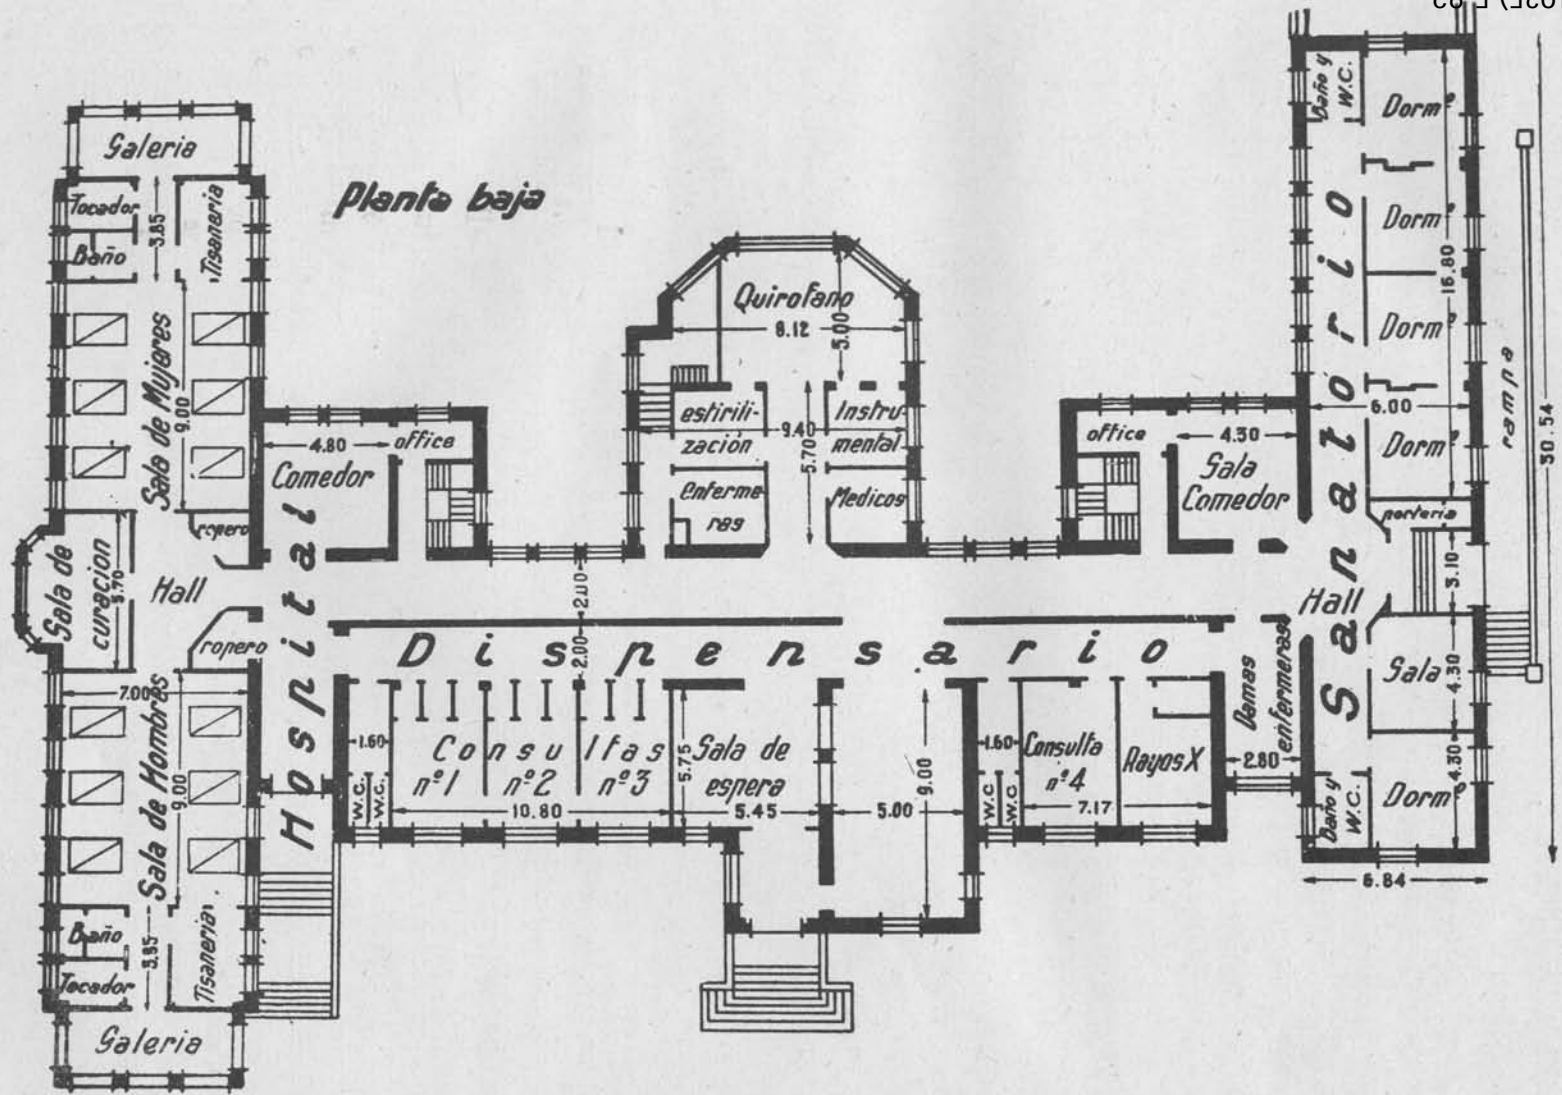 Planta baja
Galeria
Tocador
Baño
3.85
Tisaneria
Sala de Mujeres
9.00
ropero
Sala de
curacion
5.70
Hall
ropero
7.00
Sala de Hombres
9.00
Baño
Tocador
3.85
Tisaneria
Galeria
Hospital
4.80
office
Comedor
Quirofano
8.12
5.00
estirili-
zación
9.40
5.70
Instru-
mental
enferme-
ras
Medicos
2.00
2.00
Dispensario
1.60
W.C.
W.C.
Consultas
nº1
nº2
nº3
10.80
5.75
Sala de
espera
5.45
5.00
9.00
1.60
W.C
W.C.
Consulta
nº4
Rayos X
7.17
Damas
enfermeras
2.80
office
4.30
Sala
Comedor
Sanatorio
Baño y
W.C.
Dormº
Dormº
Dormº
Dormº
16.80
6.00
porteria
3.10
Hall
Sala
4.30
Baño y
W.C.
Dormº
4.30
6.84
rampa
30.54